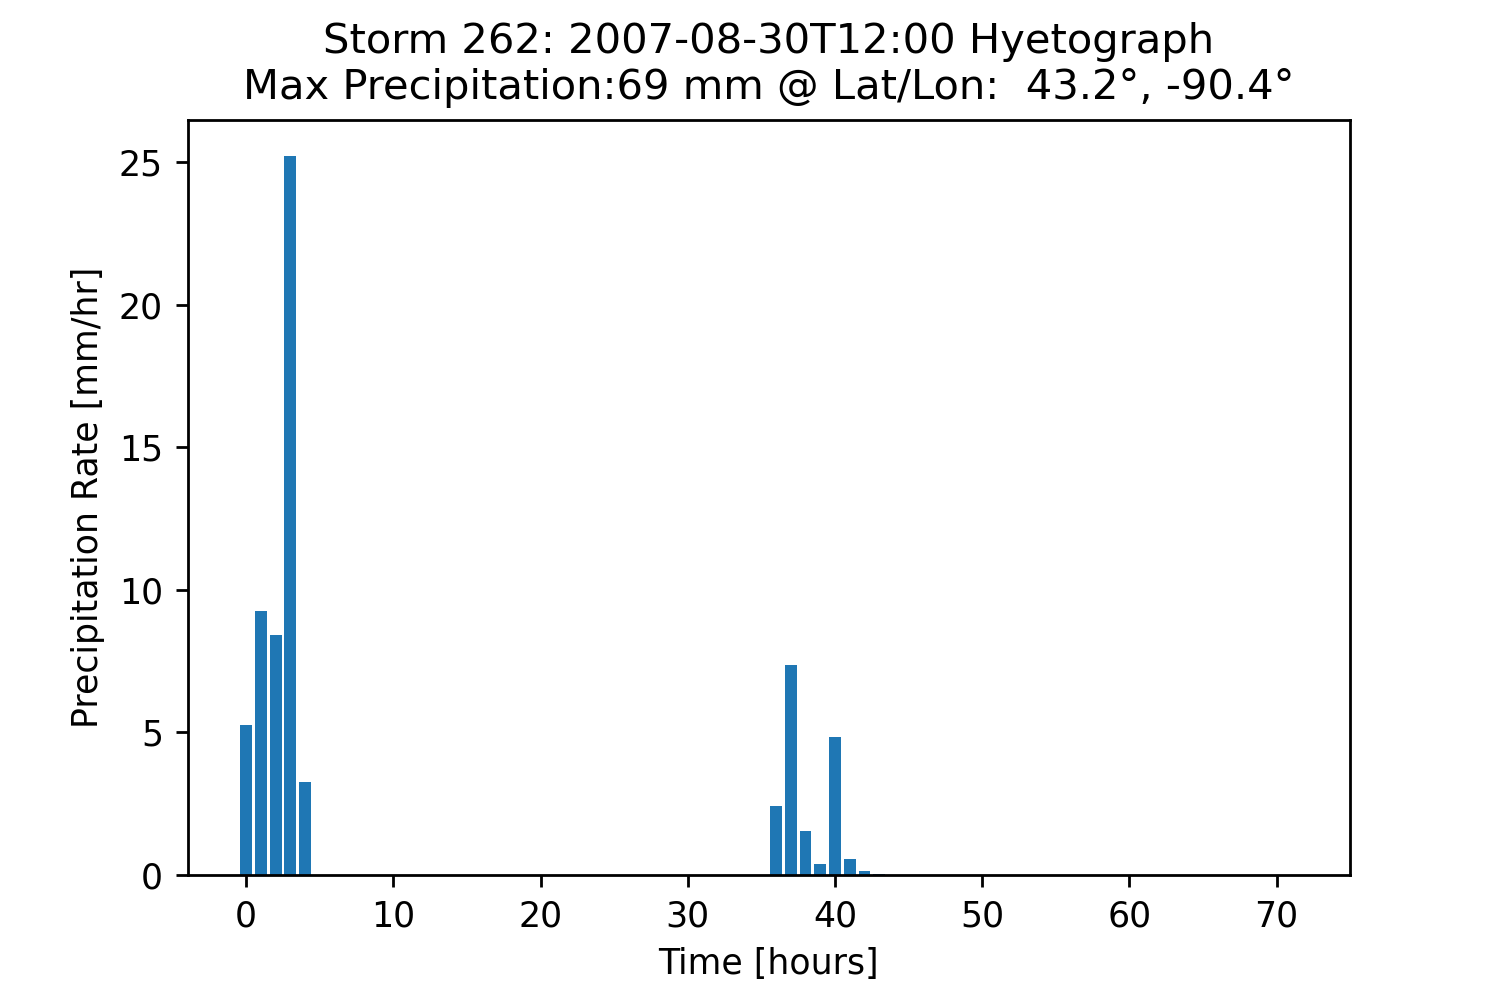 Storm 262: 2007-08-30T12:00 Hyetograph
Max Precipitation:69 mm @ Lat/Lon:  43.2°, -90.4°
Precipitation Rate [mm/hr]
25
20
15
10
5
0
0 10 20 30 40 50 60 70
Time [hours]